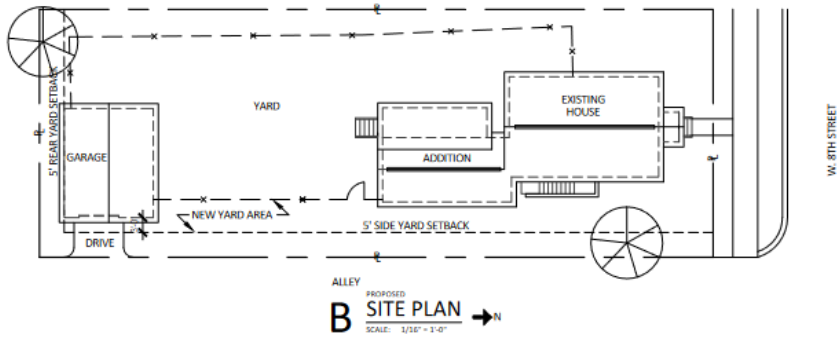 YARD
EXISTING
HOUSE
5' REAR YARD SETBACK
GARAGE
ADDITION
W. 8TH STREET
NEW YARD AREA
5' SIDE YARD SETBACK
DRIVE
ALLEY
B
PROPOSED
SITE PLAN
N
SCALE: 1/16" = 1'-0"